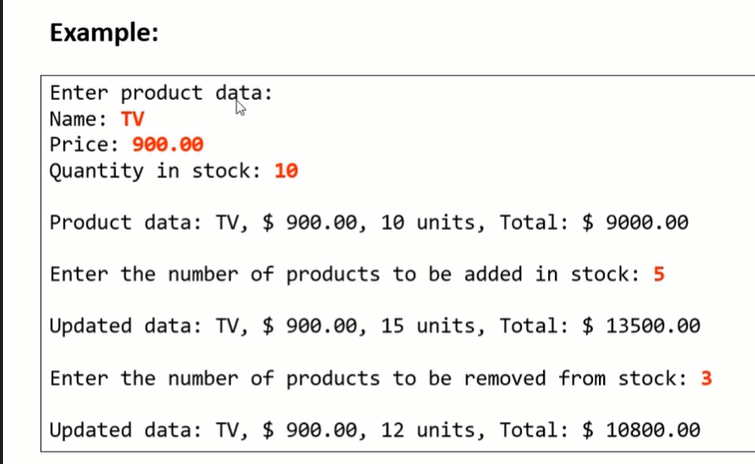 Example:
Enter product data:
Name: TV
Price: 900.00
Quantity in stock: 10
Product data: TV, $ 900.00, 10 units, Total: $ 9000.00
Enter the number of products to be added in stock: 5
Updated data: TV, $ 900.00, 15 units, Total: $ 13500.00
Enter the number of products to be removed from stock: 3
Updated data: TV, $ 900.00, 12 units, Total: $ 10800.00